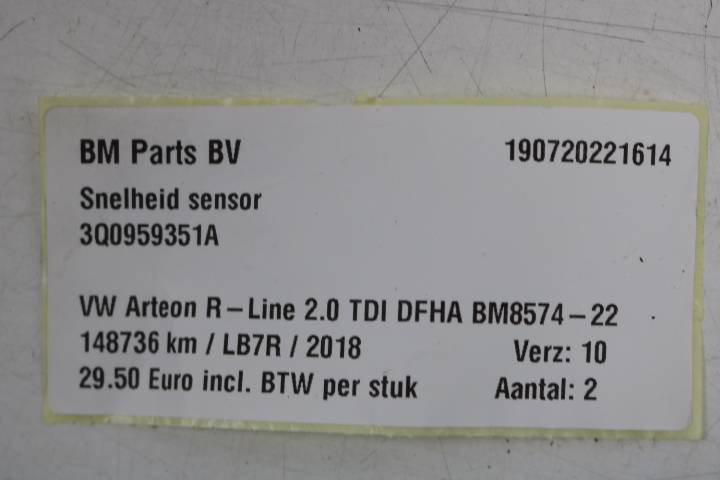 BM Parts BV 190720221614
Snelheid sensor
3Q0959351A
VW Arteon R-Line 2.0 TDI DFHA BM8574-22
148736 km / LB7R / 2018 Verz: 10
29.50 Euro incl. BTW per stuk Aantal: 2